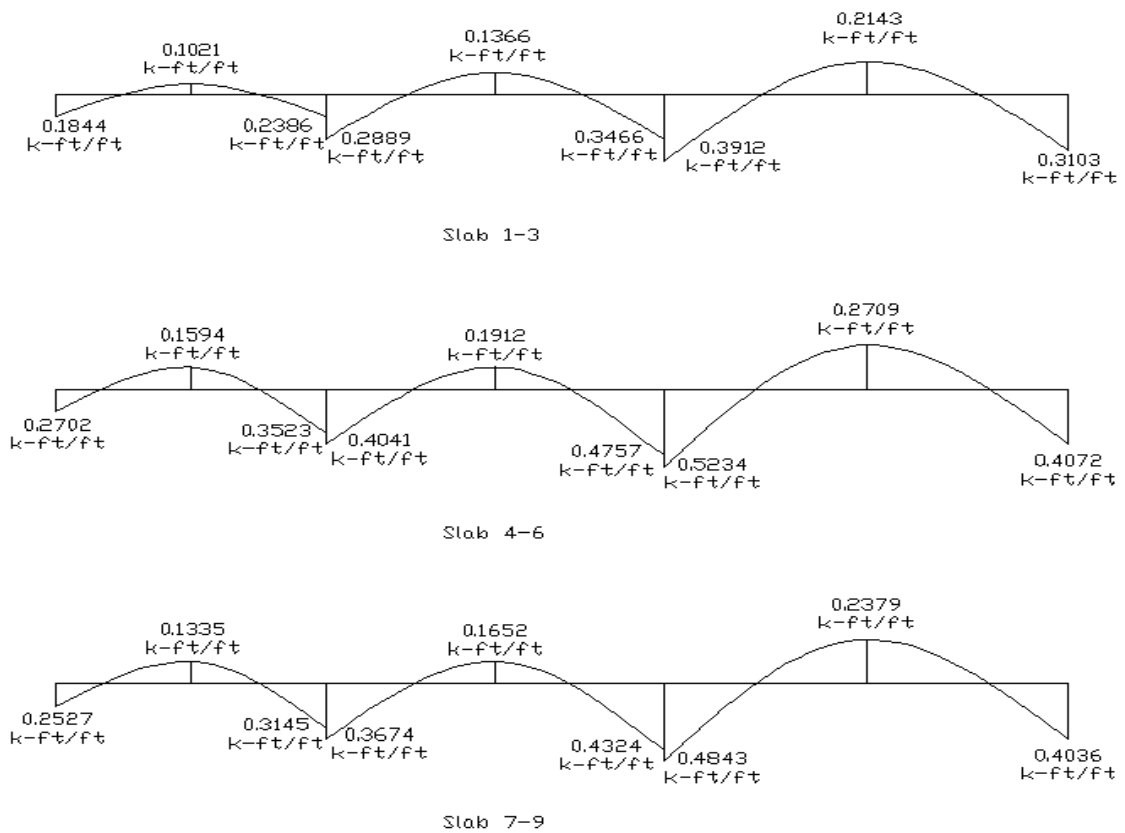 0.1021
k-ft/ft
0.1366
k-ft/ft
0.2143
k-ft/ft
0.1844
k-ft/ft
0.2386
k-ft/ft
0.2889
k-ft/ft
0.3466
k-ft/ft
0.3912
k-ft/ft
0.3103
k-ft/ft
Slab 1-3
0.1594
k-ft/ft
0.1912
k-ft/ft
0.2709
k-ft/ft
0.2702
k-ft/ft
0.3523
k-ft/ft
0.4041
k-ft/ft
0.4757
k-ft/ft
0.5234
k-ft/ft
0.4072
k-ft/ft
Slab 4-6
0.1335
k-ft/ft
0.1652
k-ft/ft
0.2379
k-ft/ft
0.2527
k-ft/ft
0.3145
k-ft/ft
0.3674
k-ft/ft
0.4324
k-ft/ft
0.4843
k-ft/ft
0.4036
k-ft/ft
Slab 7-9